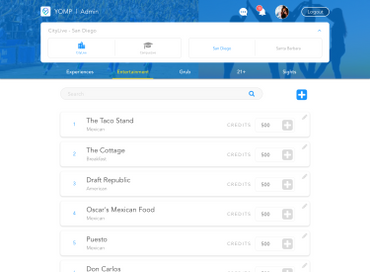 YOMP | Admin
Logout
San Diego
Santa Barbara
Experiences
Entertainment
Grub
21+
Sights
Search
1
The Taco Stand
Mexican
CREDITS
500
2
The Cottage
Breakfast
CREDITS
500
3
Draft Republic
American
CREDITS
500
4
Oscar's Mexican Food
Mexican
CREDITS
500
5
Puesto
Mexican
CREDITS
500
Don Carlos